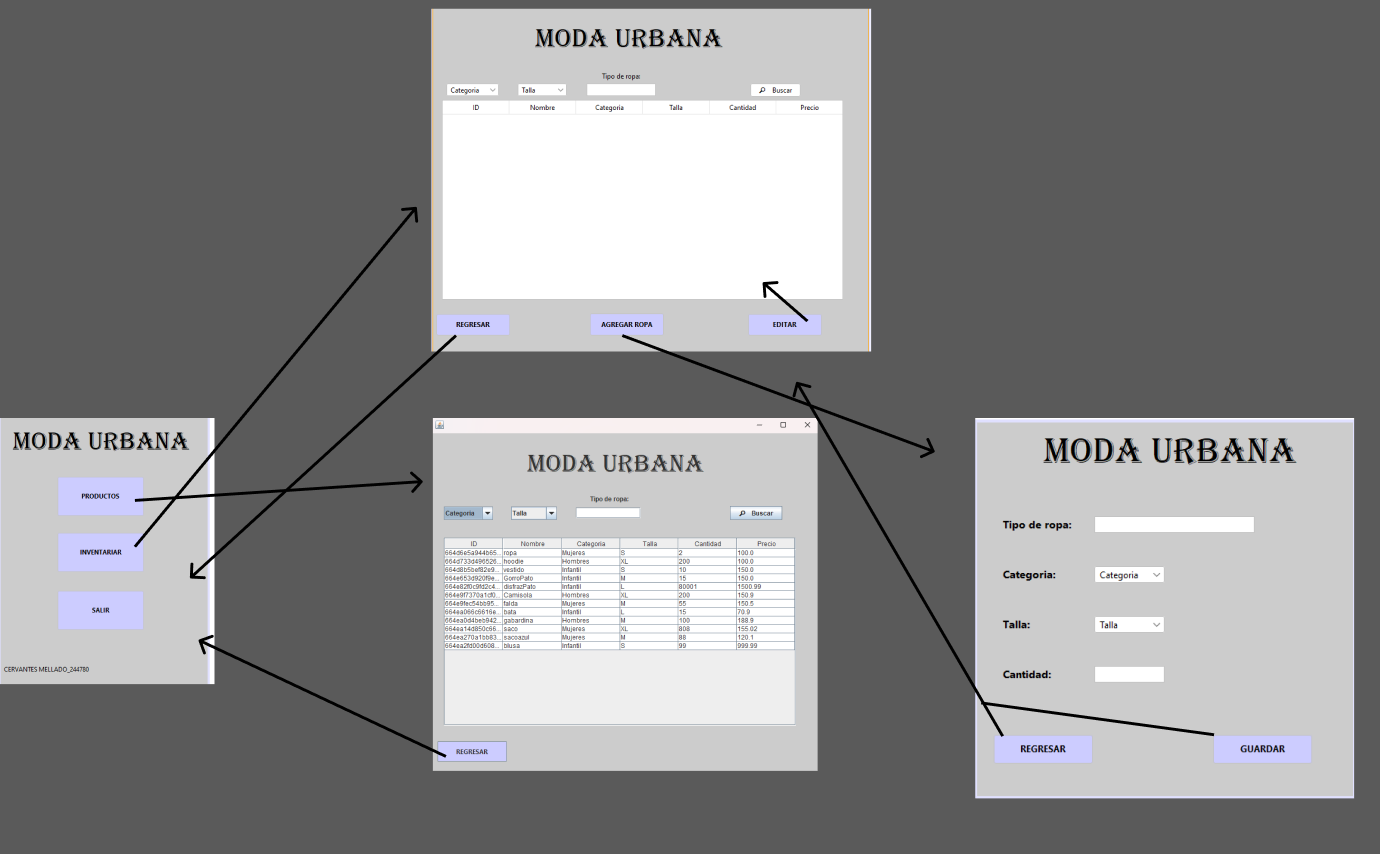 MODA URBANA
Tipo de ropa:
Categoria Talla Buscar
ID Nombre Categoria Talla Cantidad Precio
REGRESAR AGREGAR ROPA EDITAR
MODA URBANA
PRODUCTOS
INVENTARIAR
SALIR
CERVANTES MELLADO_244780
MODA URBANA
Tipo de ropa:
Categoria Talla Buscar
ID Nombre Categoria Talla Cantidad Precio
664d6e5a944b65... ropa Mujeres S 2 100.0
664d733d496526... hoodie Hombres XL 200 100.0
664d8b5bef82e9... vestido Infantil S 10 150.0
664e653d920f9e... GorroPato Infantil M 15 150.0
664e82f0c9fd2c4... disfrazPato Infantil L 80001 1500.99
664e9f7370a1cf0... Camisola Hombres XL 200 150.9
664e9fec54bb95... falda Mujeres M 55 150.5
664ea066c6616e... bata Infantil L 15 70.9
664ea0d4beb942... gabardina Hombres M 100 188.9
664ea14d850c66... saco Mujeres XL 808 155.02
664ea270a1bb83... sacoazul Mujeres M 88 120.1
664ea2fd00d608... blusa Infantil S 99 999.99
REGRESAR
MODA URBANA
Tipo de ropa:
Categoria: Categoria
Talla: Talla
Cantidad:
REGRESAR GUARDAR